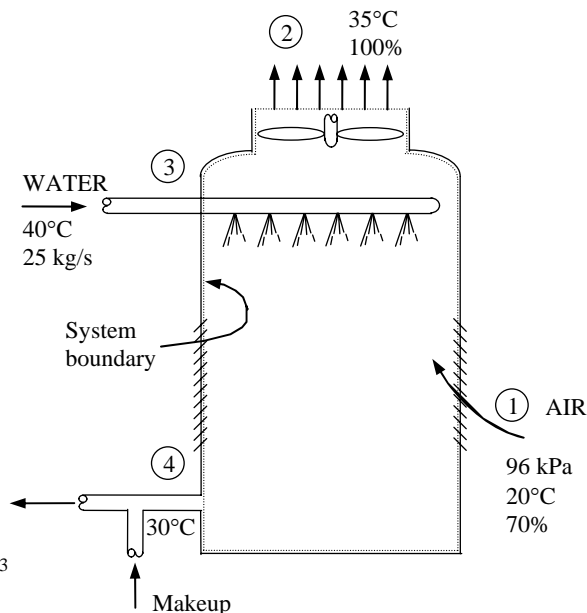 2
35°C
100%
3
WATER
40°C
25 kg/s
System
boundary
1 AIR
96 kPa
20°C
70%
4
30°C
3
Makeup